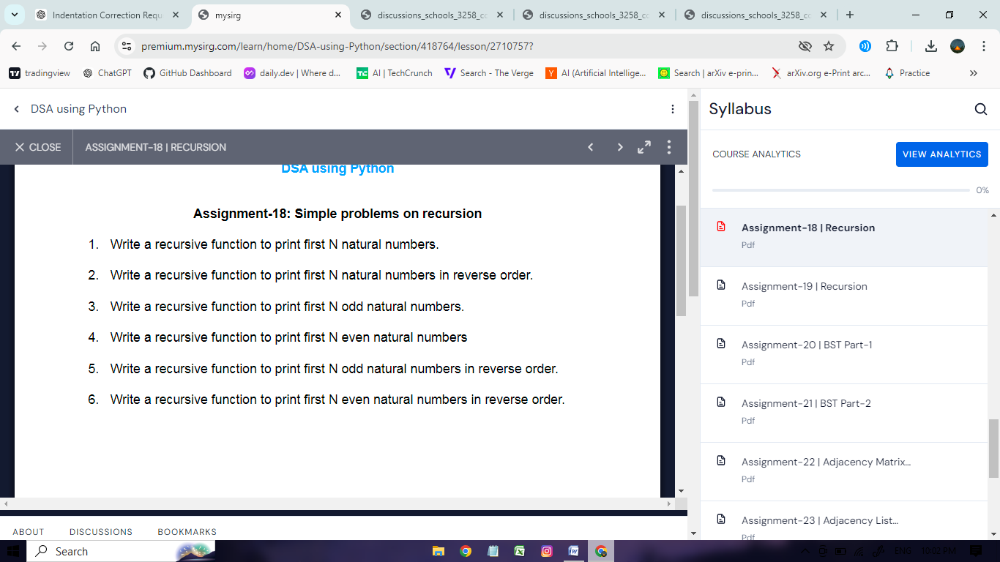 Indentation Correction Requ
mysirg
discussions_schools_3258_cc
discussions_schools_3258_cc
discussions_schools_3258_cc
premium.mysirg.com/learn/home/DSA-using-Python/section/418764/lesson/2710757?
tradingview
ChatGPT
GitHub Dashboard
daily.dev | Where d...
AI | TechCrunch
Search - The Verge
AI (Artificial Intellige...
Search | arXiv e-prin...
arXiv.org e-Print arc...
Practice
DSA using Python
CLOSE
ASSIGNMENT-18 | RECURSION
DSA using Python
Assignment-18: Simple problems on recursion
1. Write a recursive function to print first N natural numbers.
2. Write a recursive function to print first N natural numbers in reverse order.
3. Write a recursive function to print first N odd natural numbers.
4. Write a recursive function to print first N even natural numbers
5. Write a recursive function to print first N odd natural numbers in reverse order.
6. Write a recursive function to print first N even natural numbers in reverse order.
ABOUT
DISCUSSIONS
BOOKMARKS
Syllabus
COURSE ANALYTICS
VIEW ANALYTICS
0%
Assignment-18 | Recursion
Pdf
Assignment-19 | Recursion
Pdf
Assignment-20 | BST Part-1
Pdf
Assignment-21 | BST Part-2
Pdf
Assignment-22 | Adjacency Matrix...
Pdf
Assignment-23 | Adjacency List...
Pdf
Search
ENG
10:02 PM